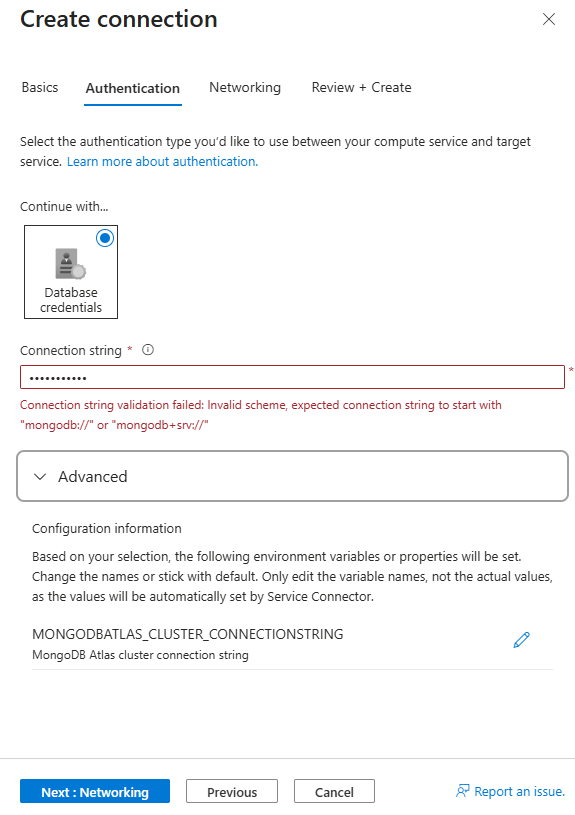 Create connection
Basics
Authentication
Networking
Review + Create
Select the authentication type you'd like to use between your compute service and target
service. Learn more about authentication.
Continue with...
Database
credentials
Connection string *
•••••••••••
*
Connection string validation failed: Invalid scheme, expected connection string to start with
"mongodb://" or "mongodb+srv://"
Advanced
Configuration information
Based on your selection, the following environment variables or properties will be set.
Change the names or stick with default. Only edit the variable names, not the actual values,
as the values will be automatically set by Service Connector.
MONGODBATLAS_CLUSTER_CONNECTIONSTRING
MongoDB Atlas cluster connection string
Next : Networking
Previous
Cancel
Report an issue.